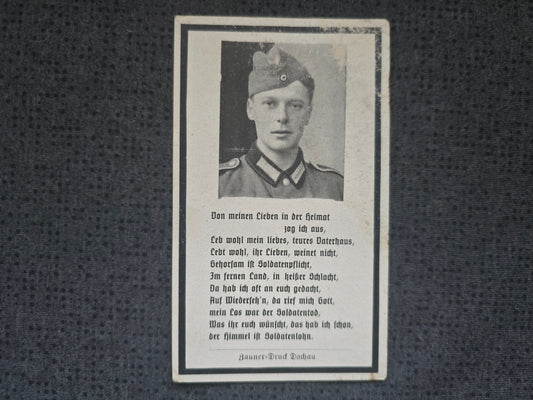 Von meinen Lieben in der Heimat
zog ich aus,
Leb wohl mein liebes, teures Vaterhaus,
Lebt wohl, ihr Lieben, weinet nicht,
Gehorsam ist Soldatenpflicht,
Im fernen Land, in heißer Schlacht,
Da hab ich oft an euch gedacht,
Auf Wiederseh'n, da rief mich Gott,
mein Los war der Soldatentod,
Was ihr euch wünscht, das hab ich schon,
der Himmel ist Soldatenlohn.
Zauner-Druck Dachau